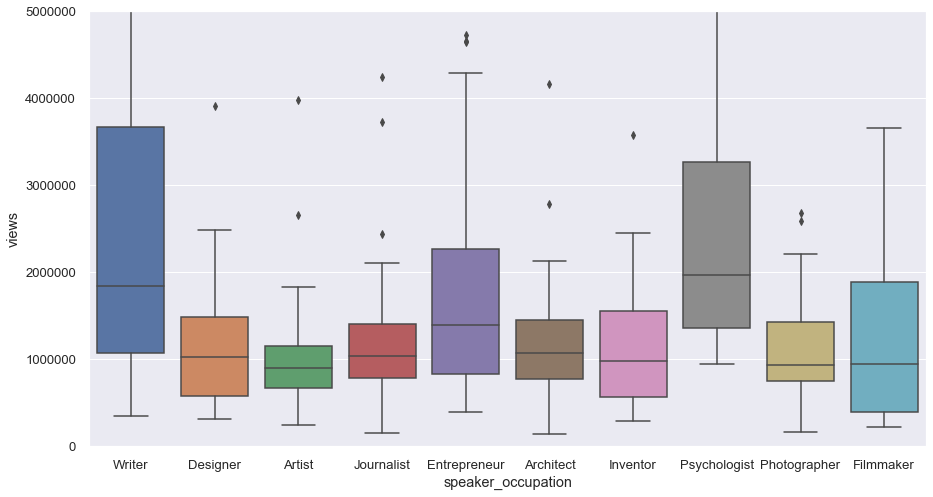 5000000
4000000
3000000
2000000
1000000
0
views
Writer Designer Artist Journalist Entrepreneur Architect Inventor Psychologist Photographer Filmmaker
speaker_occupation